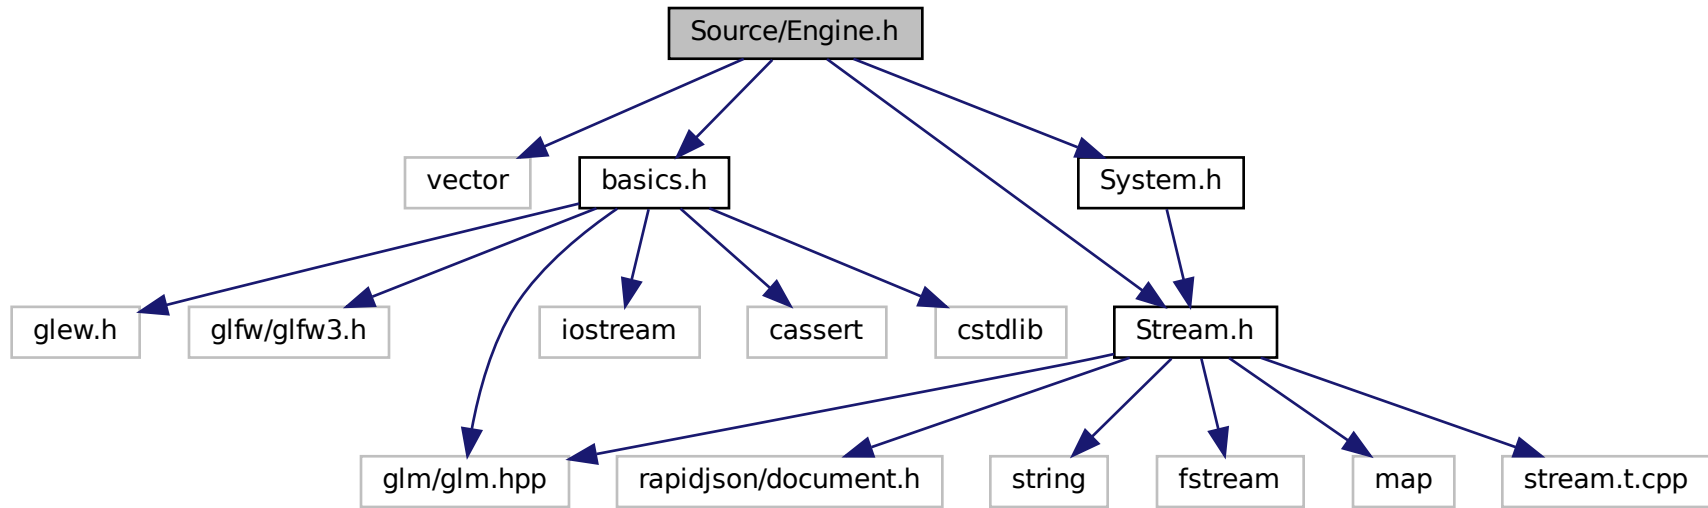 Source/Engine.h
vector
basics.h
System.h
glew.h
glfw/glfw3.h
iostream
cassert
cstdlib
Stream.h
glm/glm.hpp
rapidjson/document.h
string
fstream
map
stream.t.cpp